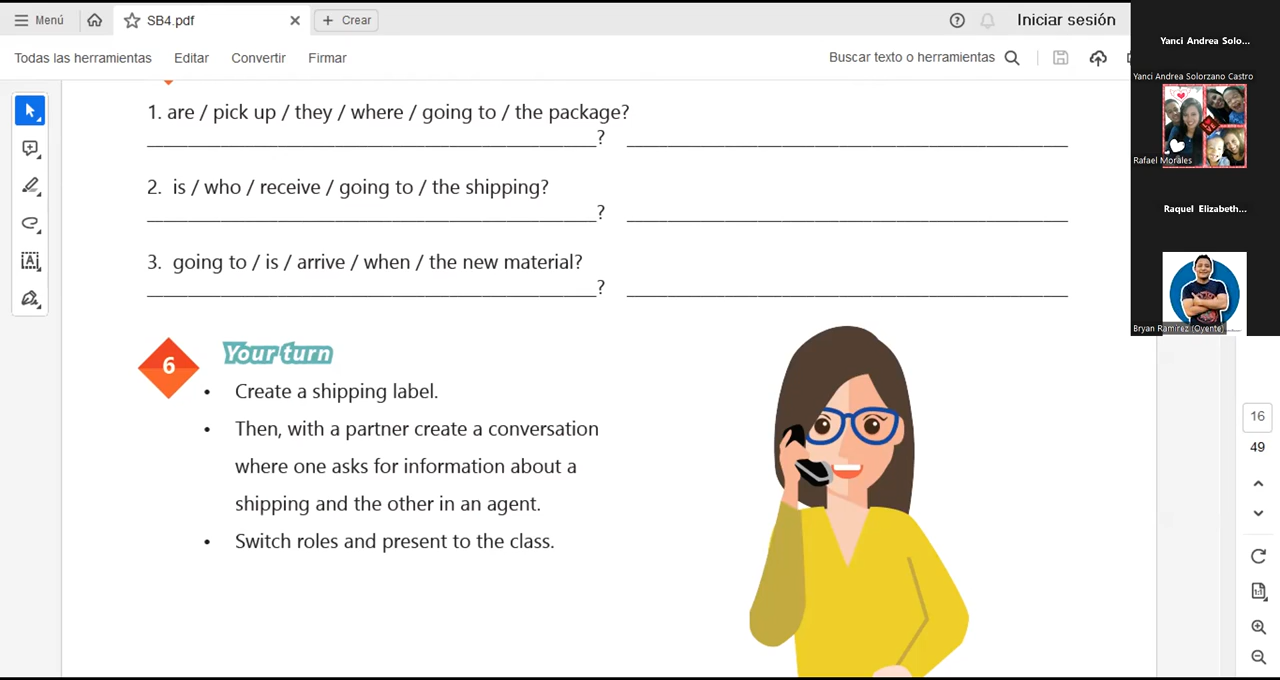 Menú
SB4.pdf
Crear
Iniciar sesión
Todas las herramientas
Editar
Convertir
Firmar
Buscar texto o herramientas
1. are / pick up / they / where / going to / the package?
?
2. is / who / receive / going to / the shipping?
?
3. going to / is / arrive / when / the new material?
?
6
Your turn
• Create a shipping label.
• Then, with a partner create a conversation
where one asks for information about a
shipping and the other in an agent.
• Switch roles and present to the class.
Yanci Andrea Solo...
Yanci Andrea Solorzano Castro
Rafael Morales
Raquel Elizabeth...
Bryan Ramírez (Oyente)
16
49